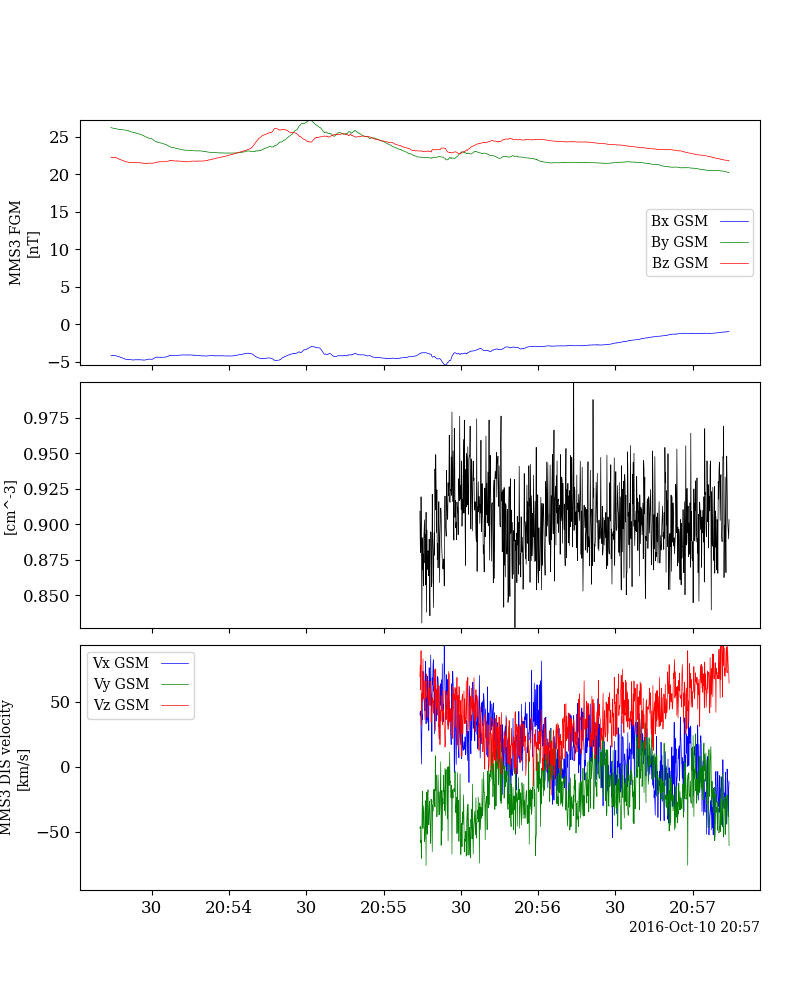 25
20
15
10
5
0
−5
MMS3 FGM
[nT]
Bx GSM
By GSM
Bz GSM
0.975
0.950
0.925
0.900
0.875
0.850
[cm^-3]
50
0
−50
MMS3 DIS velocity
[km/s]
Vx GSM
Vy GSM
Vz GSM
30 20:54 30 20:55 30 20:56 30 20:57
2016-Oct-10 20:57